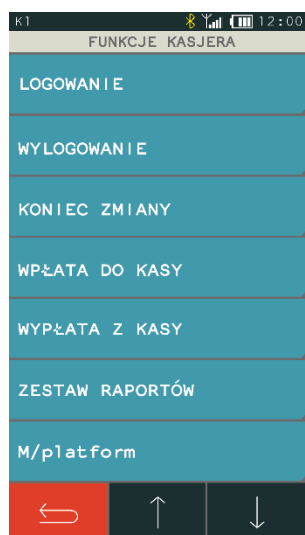 K1 12:00
FUNKCJE KASJERA
LOGOWANIE
WYLOGOWANIE
KONIEC ZMIANY
WPŁATA DO KASY
WYPŁATA Z KASY
ZESTAW RAPORTÓW
M/platform